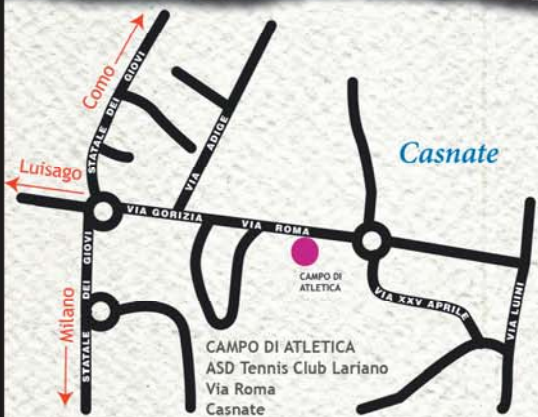 Como
STATALE DEI GIOVI
VIA ADIGE
Casnate
Luisago
VIA GORIZIA
VIA ROMA
CAMPO DI
ATLETICA
STATALE DEI GIOVI
Milano
VIA XXV APRILE
VIA LUINI
CAMPO DI ATLETICA
ASD Tennis Club Lariano
Via Roma
Casnate